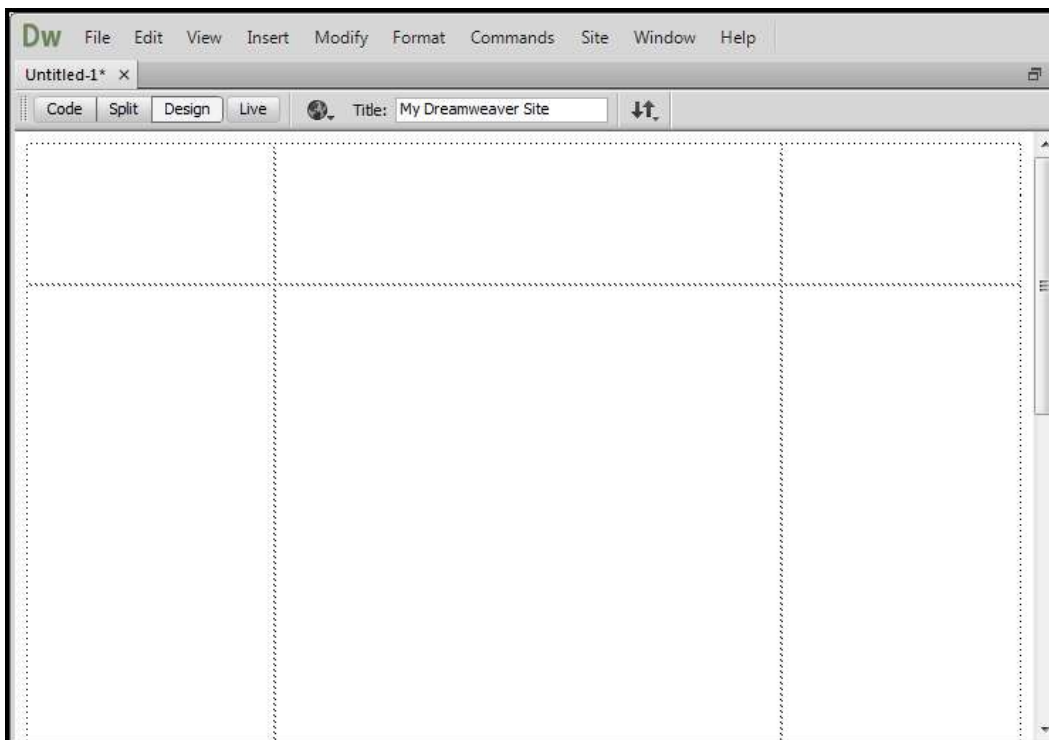 Dw File Edit View Insert Modify Format Commands Site Window Help
Untitled-1* ×
Code Split Design Live Title: My Dreamweaver Site